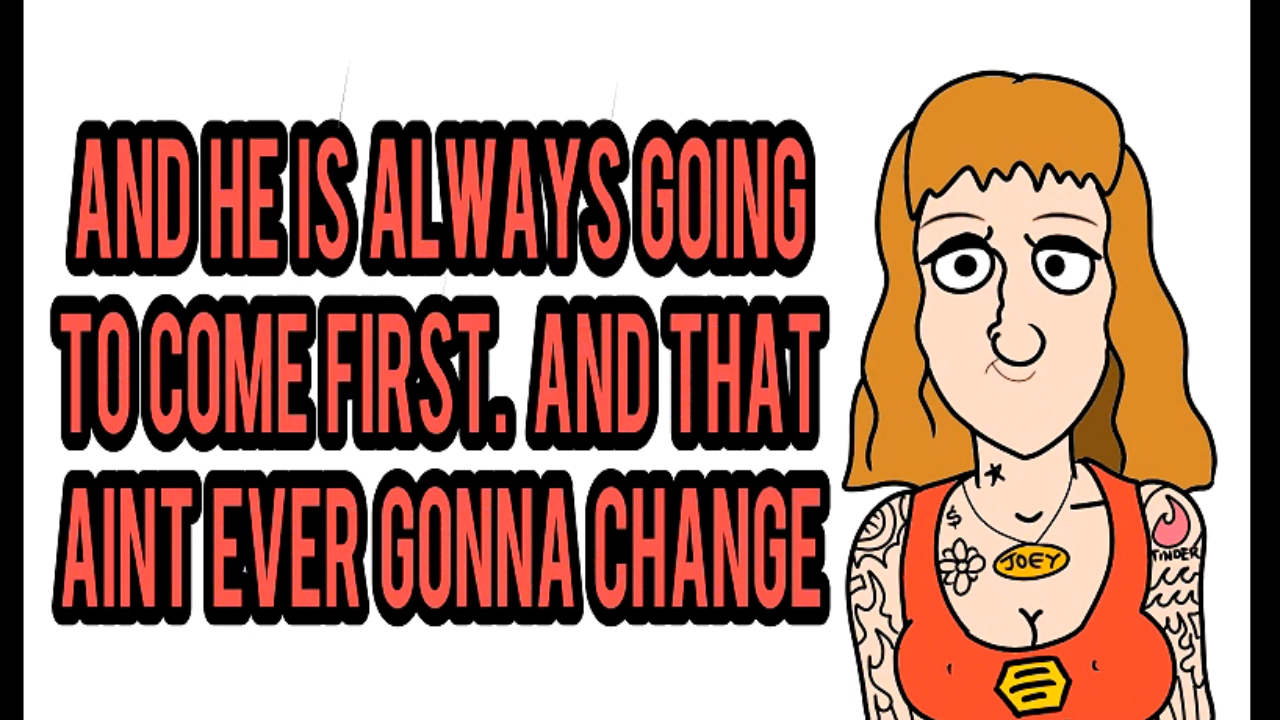 AND HE IS ALWAYS GOING
TO COME FIRST. AND THAT
AINT EVER GONNA CHANGE
$
JOEY
TINDER